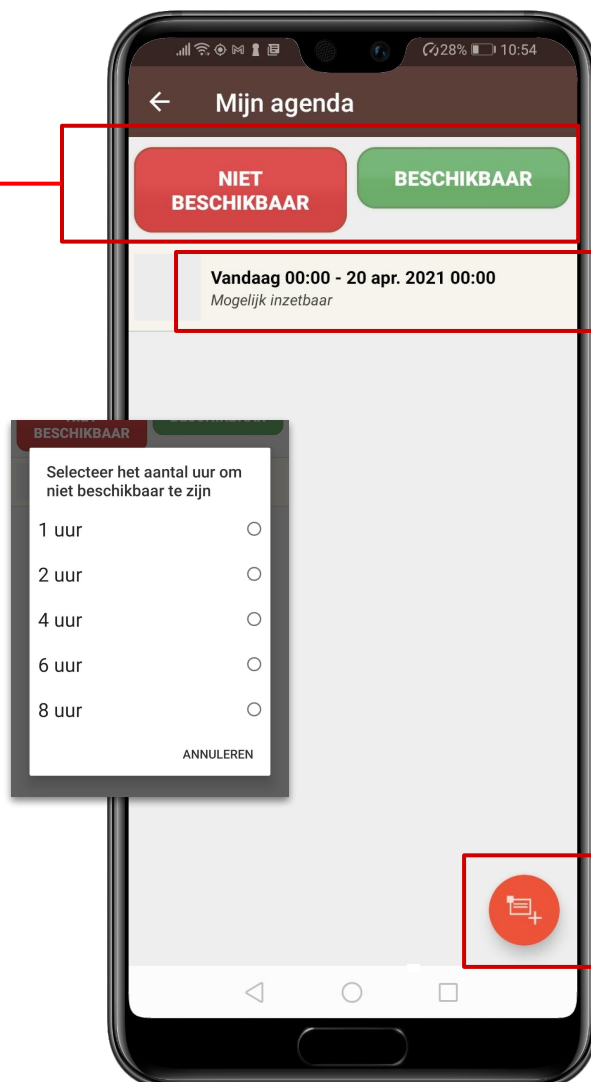 28% 10:54
Mijn agenda
NIET
BESCHIKBAAR
BESCHIKBAAR
Vandaag 00:00 - 20 apr. 2021 00:00
Mogelijk inzetbaar
BESCHIKBAAR
Selecteer het aantal uur om
niet beschikbaar te zijn
1 uur
2 uur
4 uur
6 uur
8 uur
ANNULEREN